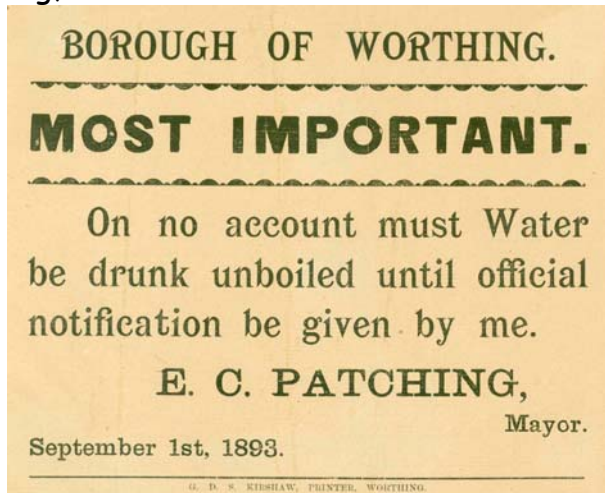 g,
BOROUGH OF WORTHING.
MOST IMPORTANT.
On no account must Water
be drunk unboiled until official
notification be given by me.
E. C. PATCHING,
Mayor.
September 1st, 1893.
G. D. S. KIRSHAW, PRINTER, WORTHING.